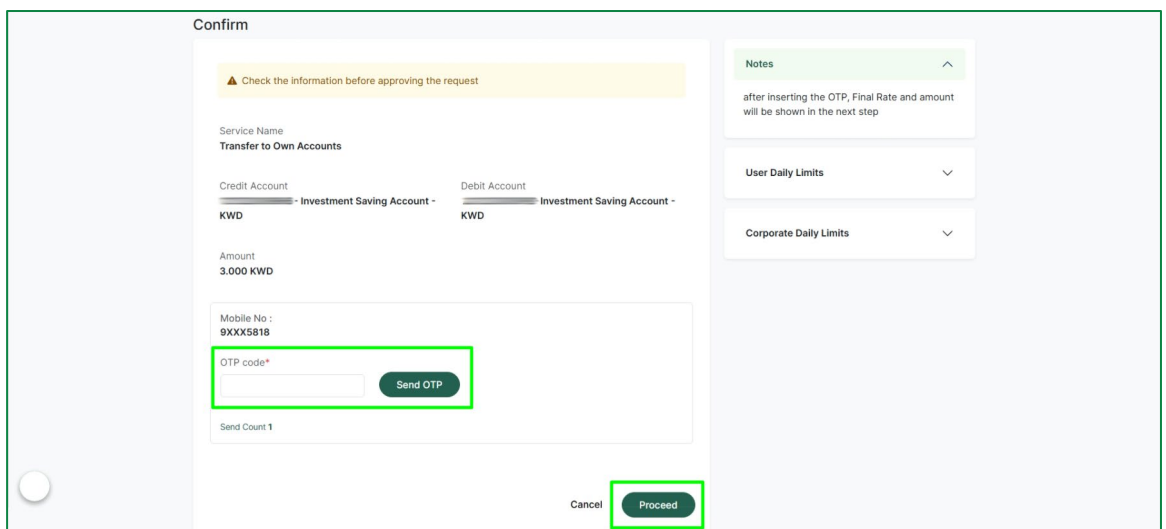 Confirm
Check the information before approving the request
Service Name
Transfer to Own Accounts
Credit Account
- Investment Saving Account -
KWD
Debit Account
Investment Saving Account -
KWD
Amount
3.000 KWD
Mobile No :
9XXX5818
OTP code*
Send OTP
Send Count 1
Cancel
Proceed
Notes
after inserting the OTP, Final Rate and amount
will be shown in the next step
User Daily Limits
Corporate Daily Limits